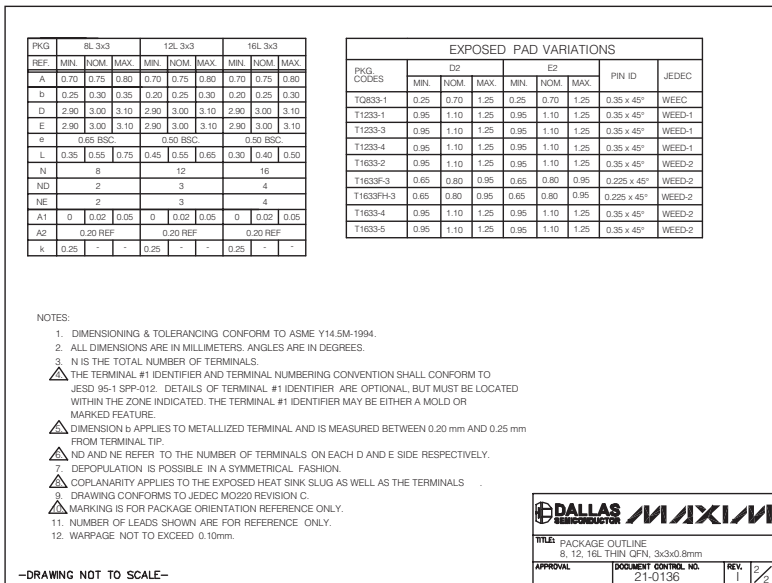 PKG 8L 3x3 12L 3x3 16L 3x3
REF. MIN. NOM. MAX. MIN. NOM. MAX. MIN. NOM. MAX.
A 0.70 0.75 0.80 0.70 0.75 0.80 0.70 0.75 0.80
b 0.25 0.30 0.35 0.20 0.25 0.30 0.20 0.25 0.30
D 2.90 3.00 3.10 2.90 3.00 3.10 2.90 3.00 3.10
E 2.90 3.00 3.10 2.90 3.00 3.10 2.90 3.00 3.10
e 0.65 BSC. 0.50 BSC. 0.50 BSC.
L 0.35 0.55 0.75 0.45 0.55 0.65 0.30 0.40 0.50
N 8 12 16
ND 2 3 4
NE 2 3 4
A1 0 0.02 0.05 0 0.02 0.05 0 0.02 0.05
A2 0.20 REF 0.20 REF 0.20 REF
k 0.25 - - 0.25 - - 0.25 - -
EXPOSED PAD VARIATIONS
PKG. CODES D2 E2 PIN ID JEDEC
MIN. NOM. MAX. MIN. NOM. MAX.
TQ833-1 0.25 0.70 1.25 0.25 0.70 1.25 0.35 x 45° WEEC
T1233-1 0.95 1.10 1.25 0.95 1.10 1.25 0.35 x 45° WEED-1
T1233-3 0.95 1.10 1.25 0.95 1.10 1.25 0.35 x 45° WEED-1
T1233-4 0.95 1.10 1.25 0.95 1.10 1.25 0.35 x 45° WEED-1
T1633-2 0.95 1.10 1.25 0.95 1.10 1.25 0.35 x 45° WEED-2
T1633F-3 0.65 0.80 0.95 0.65 0.80 0.95 0.225 x 45° WEED-2
T1633FH-3 0.65 0.80 0.95 0.65 0.80 0.95 0.225 x 45° WEED-2
T1633-4 0.95 1.10 1.25 0.95 1.10 1.25 0.35 x 45° WEED-2
T1633-5 0.95 1.10 1.25 0.95 1.10 1.25 0.35 x 45° WEED-2
NOTES:
1. DIMENSIONING & TOLERANCING CONFORM TO ASME Y14.5M-1994.
2. ALL DIMENSIONS ARE IN MILLIMETERS. ANGLES ARE IN DEGREES.
3. N IS THE TOTAL NUMBER OF TERMINALS.
4. THE TERMINAL #1 IDENTIFIER AND TERMINAL NUMBERING CONVENTION SHALL CONFORM TO
JESD 95-1 SPP-012. DETAILS OF TERMINAL #1 IDENTIFIER ARE OPTIONAL, BUT MUST BE LOCATED
WITHIN THE ZONE INDICATED. THE TERMINAL #1 IDENTIFIER MAY BE EITHER A MOLD OR
MARKED FEATURE.
5. DIMENSION b APPLIES TO METALLIZED TERMINAL AND IS MEASURED BETWEEN 0.20 mm AND 0.25 mm
FROM TERMINAL TIP.
6. ND AND NE REFER TO THE NUMBER OF TERMINALS ON EACH D AND E SIDE RESPECTIVELY.
7. DEPOPULATION IS POSSIBLE IN A SYMMETRICAL FASHION.
8. COPLANARITY APPLIES TO THE EXPOSED HEAT SINK SLUG AS WELL AS THE TERMINALS .
9. DRAWING CONFORMS TO JEDEC MO220 REVISION C.
10. MARKING IS FOR PACKAGE ORIENTATION REFERENCE ONLY.
11. NUMBER OF LEADS SHOWN ARE FOR REFERENCE ONLY.
12. WARPAGE NOT TO EXCEED 0.10mm.
DALLAS SEMICONDUCTOR MAXIM
TITLE: PACKAGE OUTLINE
8, 12, 16L THIN QFN, 3x3x0.8mm
APPROVAL DOCUMENT CONTROL NO. REV.
21-0136 I 2/2
-DRAWING NOT TO SCALE-